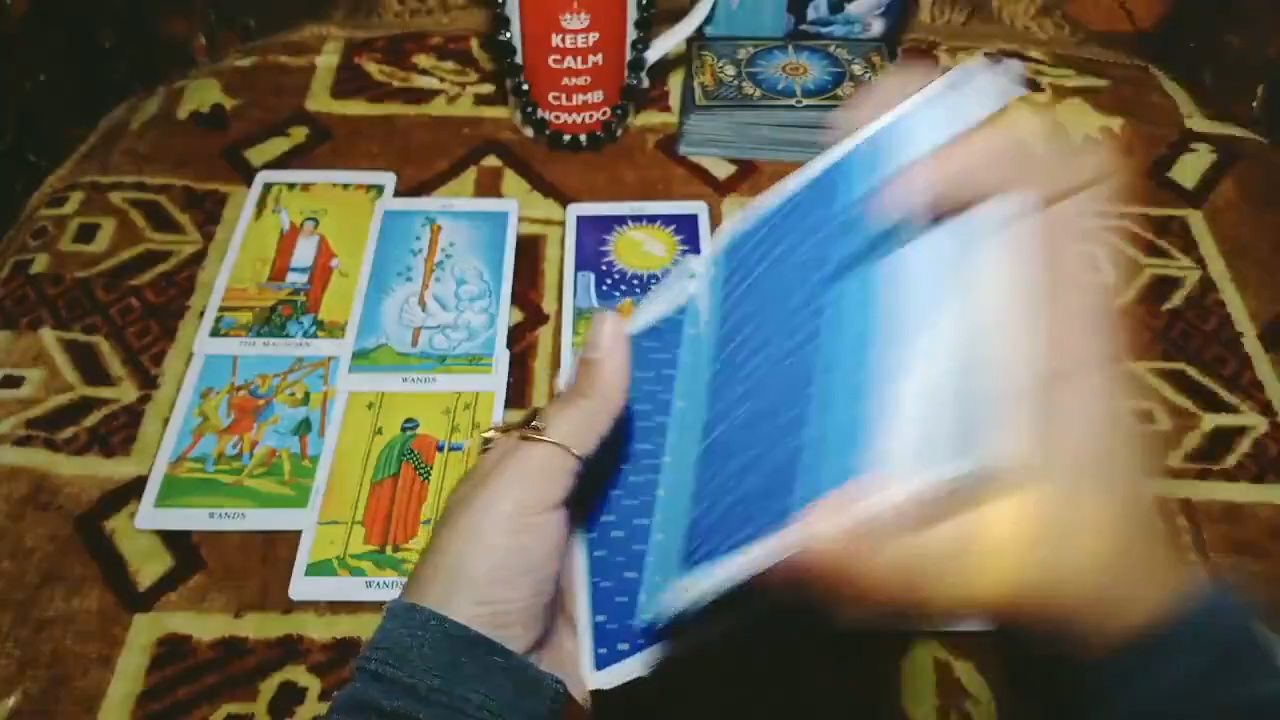 KEEP
CALM
AND
CLIMB
NOWDO
THE MAGICIAN
WANDS
WANDS
WANDS